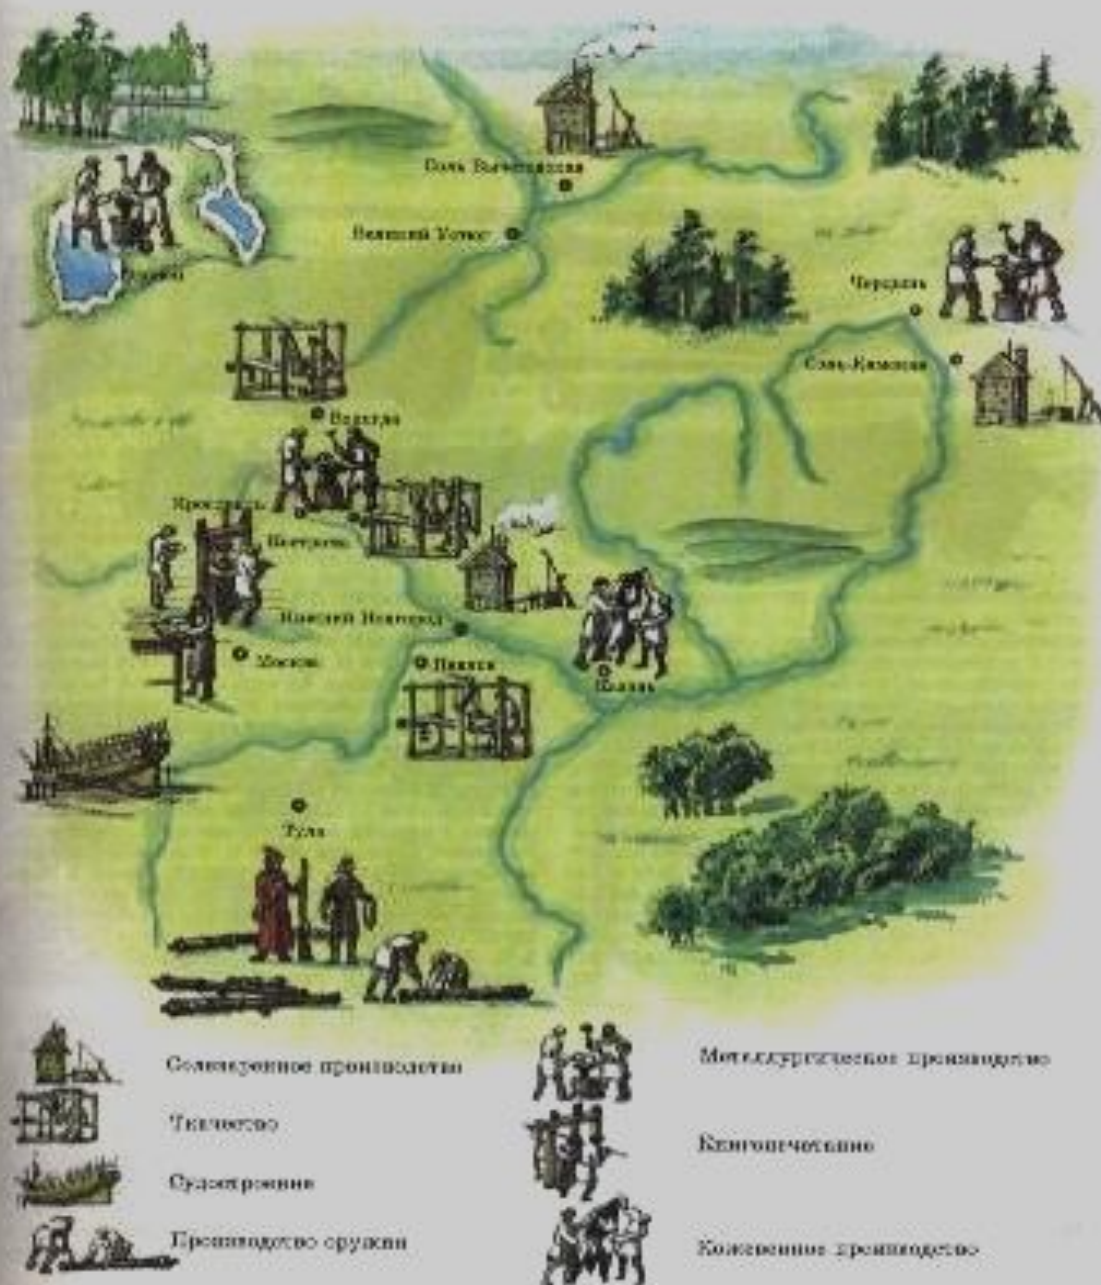 Соль Вычегодская
Великий Устюг
Чердынь
Соль-Камская
Вологда
Ярославль
Кострома
Нижний Новгород
Москва
Казань
Тула
Солеваренное производство
Ткачество
Судостроение
Производство оружия
Металлургическое производство
Книгопечатание
Кожевенное производство